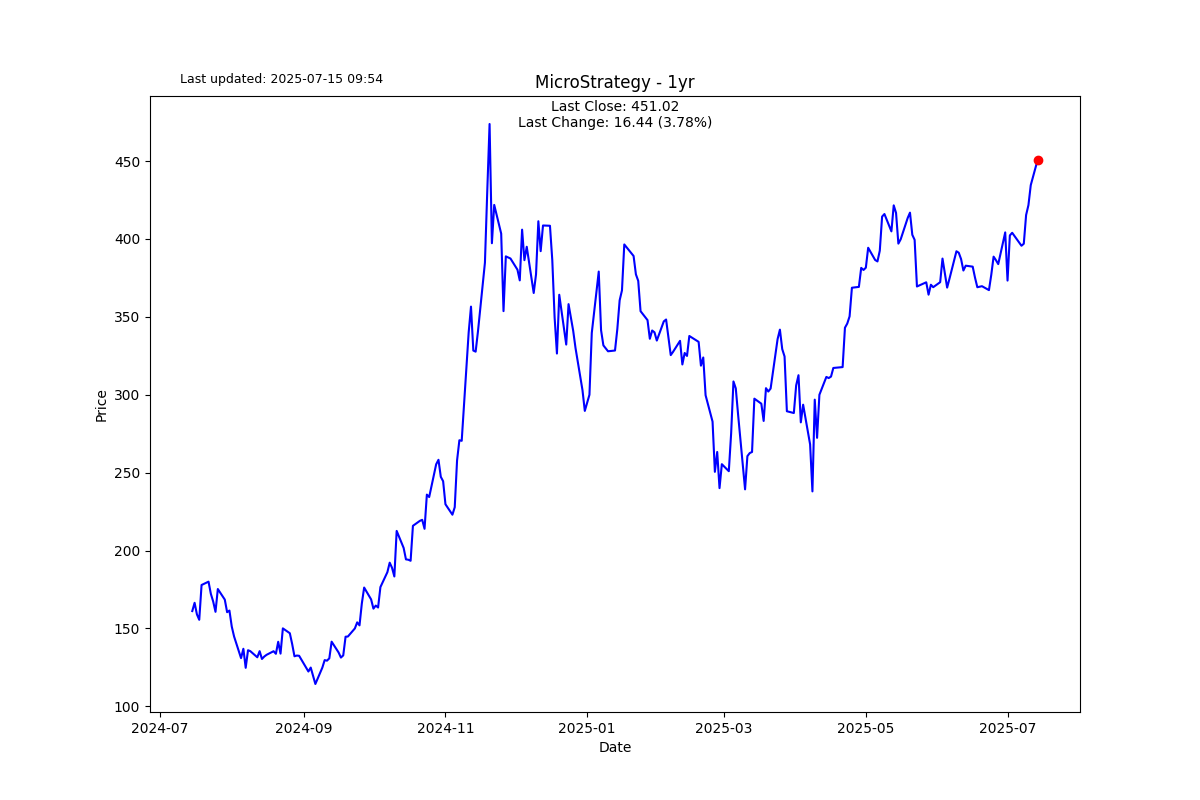 Last updated: 2025-07-15 09:54
MicroStrategy - 1yr
Last Close: 451.02
Last Change: 16.44 (3.78%)
450
400
350
300
250
200
150
100
Price
2024-07
2024-09
2024-11
2025-01
2025-03
2025-05
2025-07
Date